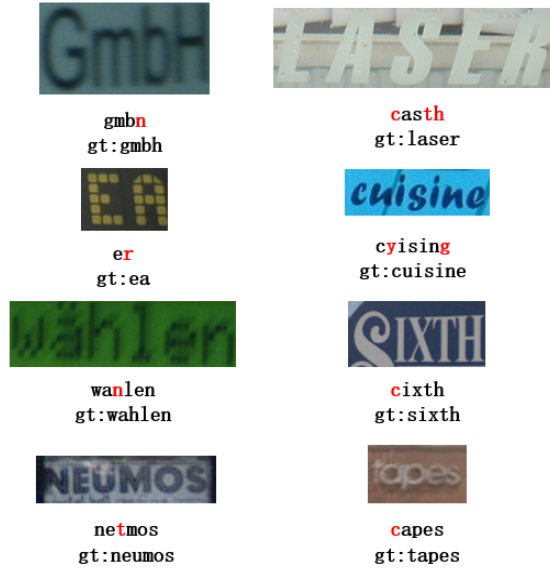 GmbH
gmbn
gt:gmbh
LASER
casth
gt:laser
EA
er
gt:ea
cuisine
cyising
gt:cuisine
wählen
wanlen
gt:wahlen
SIXTH
cixth
gt:sixth
NEUMOS
netmos
gt:neumos
tapes
capes
gt:tapes